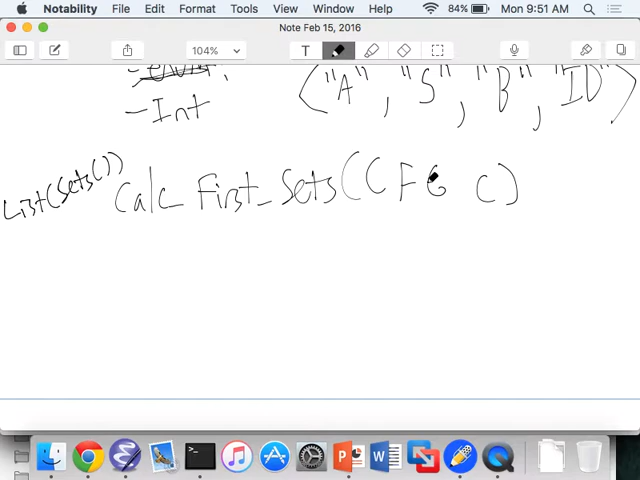 Notability File Edit Format Tools View Window Help 84% Mon 9:51 AM
Note Feb 15, 2016
104% T
- Int <"A", "S", "B", "ID"
List(Sets()) Calc First_Sets(CFG C)